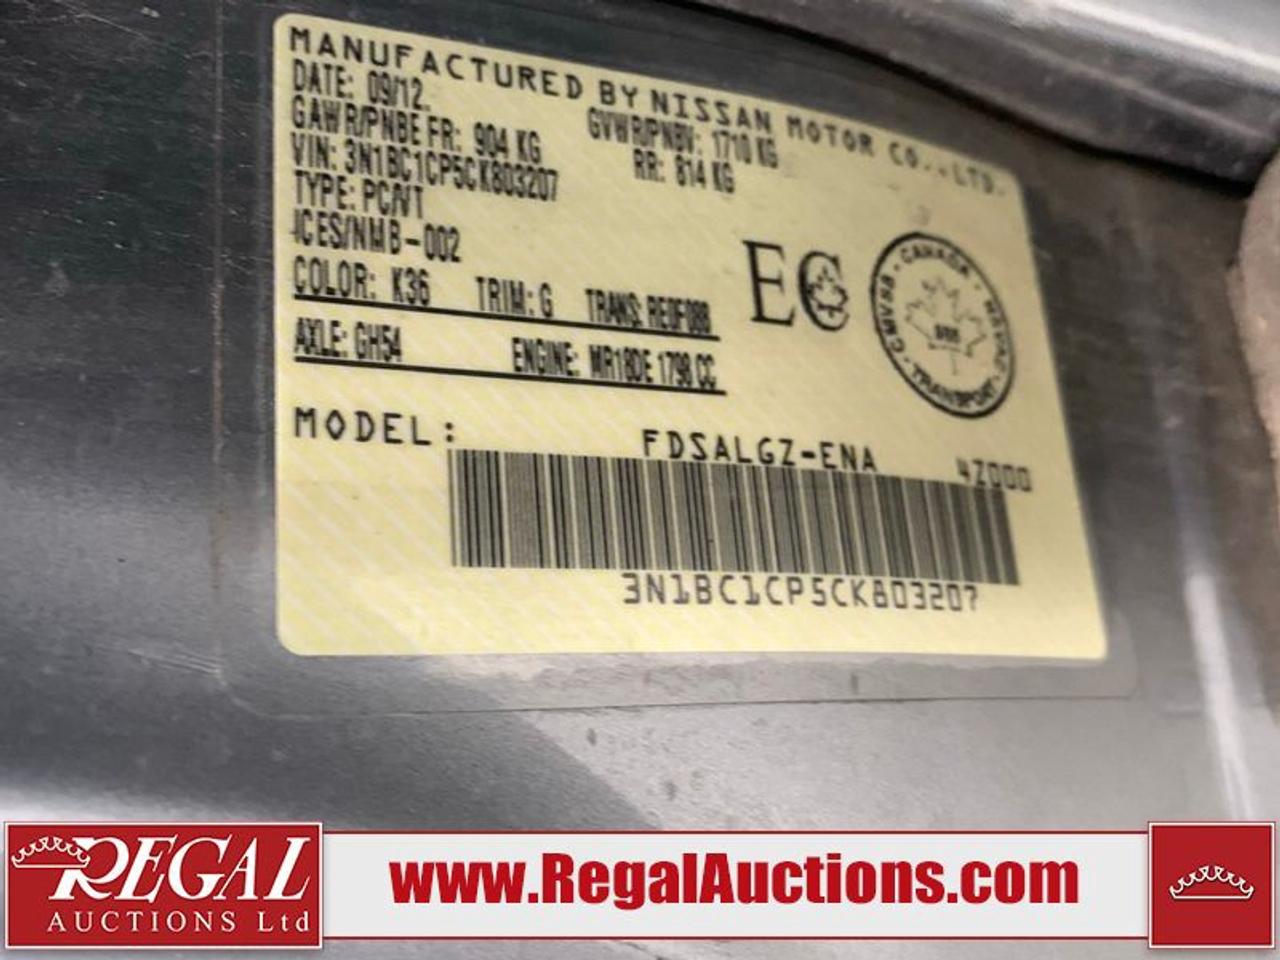 MANUFACTURED BY NISSAN MOTOR CO., LTD.
DATE: 09/12.
GAWR/PNBE FR: 904 KG GVWR/PNBV: 1710 KG
RR: 814 KG
VIN: 3N1BC1CP5CK803207
TYPE: PC/VT
ICES/NMB-002
COLOR: K36 TRIM: G TRANS: RE0F08B
AXLE: GH54 ENGINE: MR18DE 1798 CC
EC
CANADA · NSVAC · TRANSPORT · CMVSS ·
MODEL: FDSALGZ-ENA 4Z000
3N1BC1CP5CK803207
REGAL
AUCTIONS Ltd
www.RegalAuctions.com